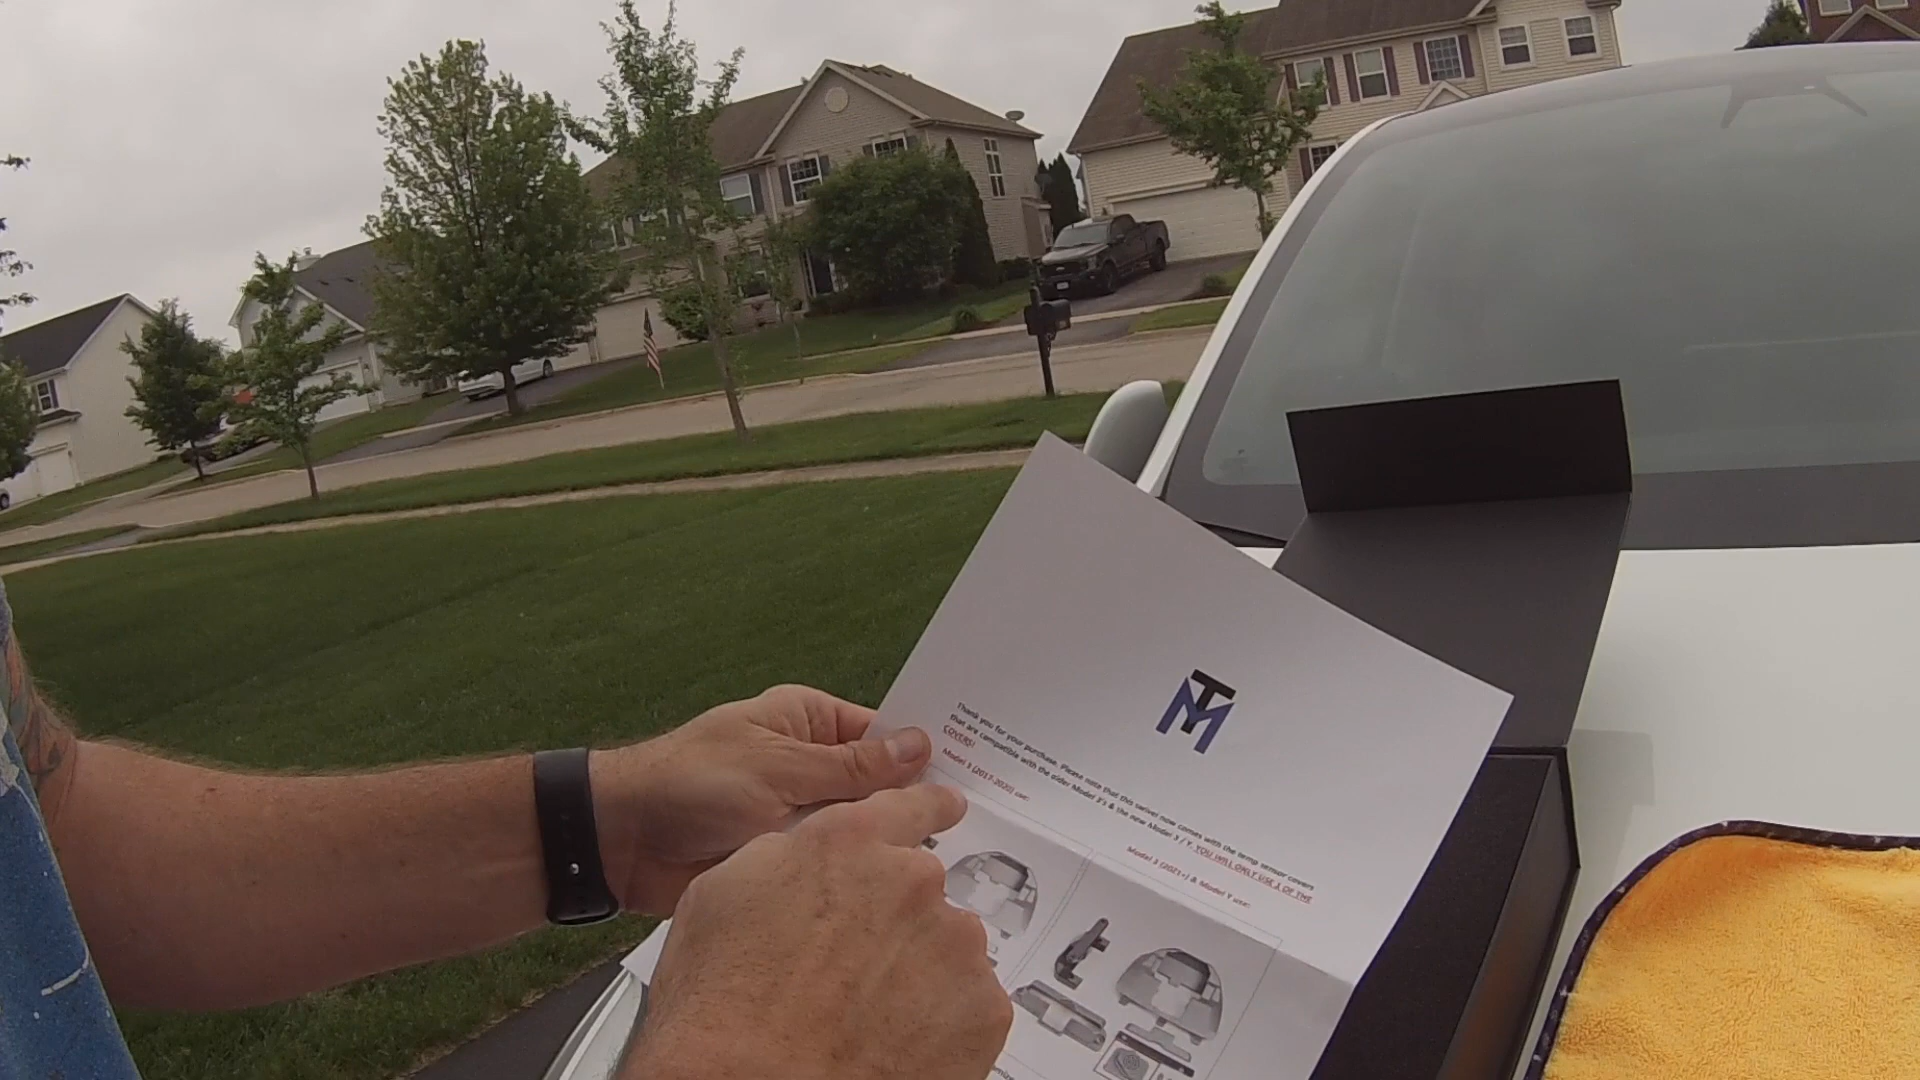 TM
Thank you for your purchase. Please note that this swivel now comes with the temp sensor covers
that are compatible with the older Model 3's & the new Model 3 / Y. YOU WILL ONLY USE 1 OF THE
COVERS!
Model 3 (2017-2020) use:
Model 3 (2021+) & Model Y use: